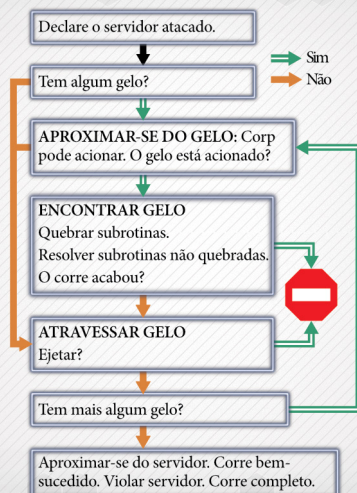 Declare o servidor atacado.
Sim
Não
Tem algum gelo?
APROXIMAR-SE DO GELO: Corp
pode acionar. O gelo está acionado?
ENCONTRAR GELO
Quebrar subrotinas.
Resolver subrotinas não quebradas.
O corre acabou?
ATRAVESSAR GELO
Ejetar?
Tem mais algum gelo?
Aproximar-se do servidor. Corre bem-
sucedido. Violar servidor. Corre completo.